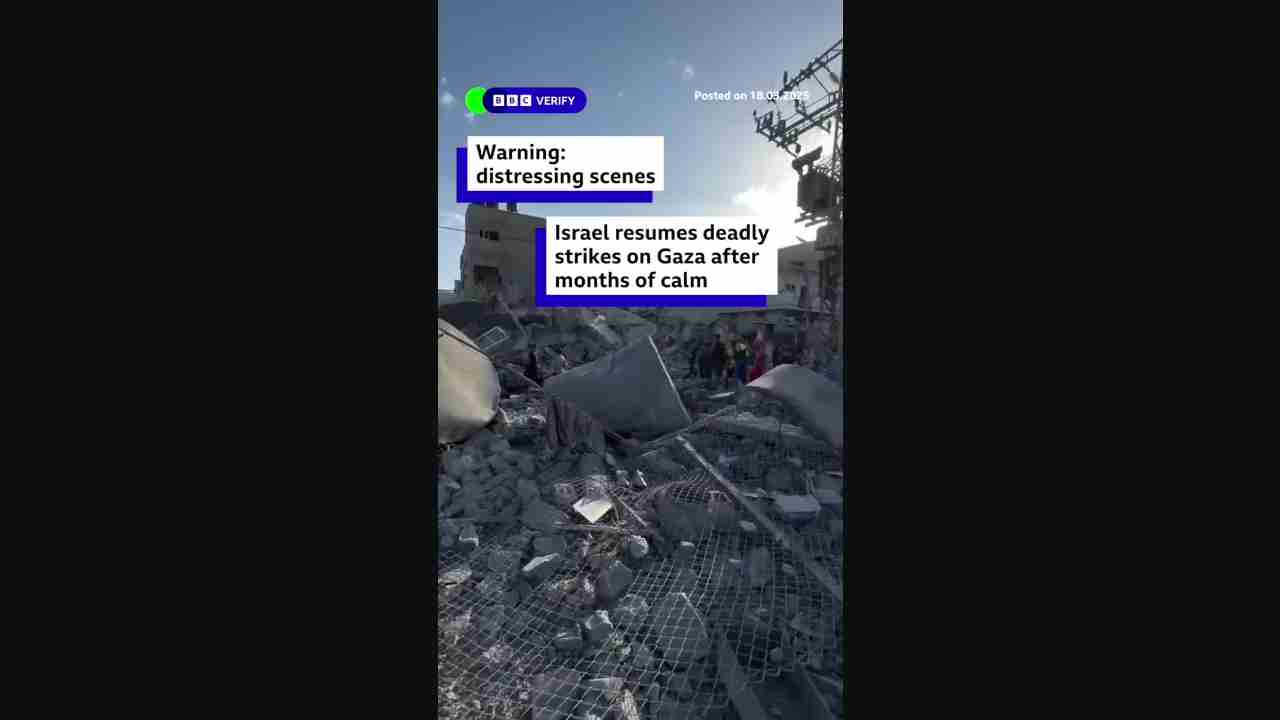 BBC VERIFY
Posted on 18.03.2025
Warning:
distressing scenes
Israel resumes deadly
strikes on Gaza after
months of calm